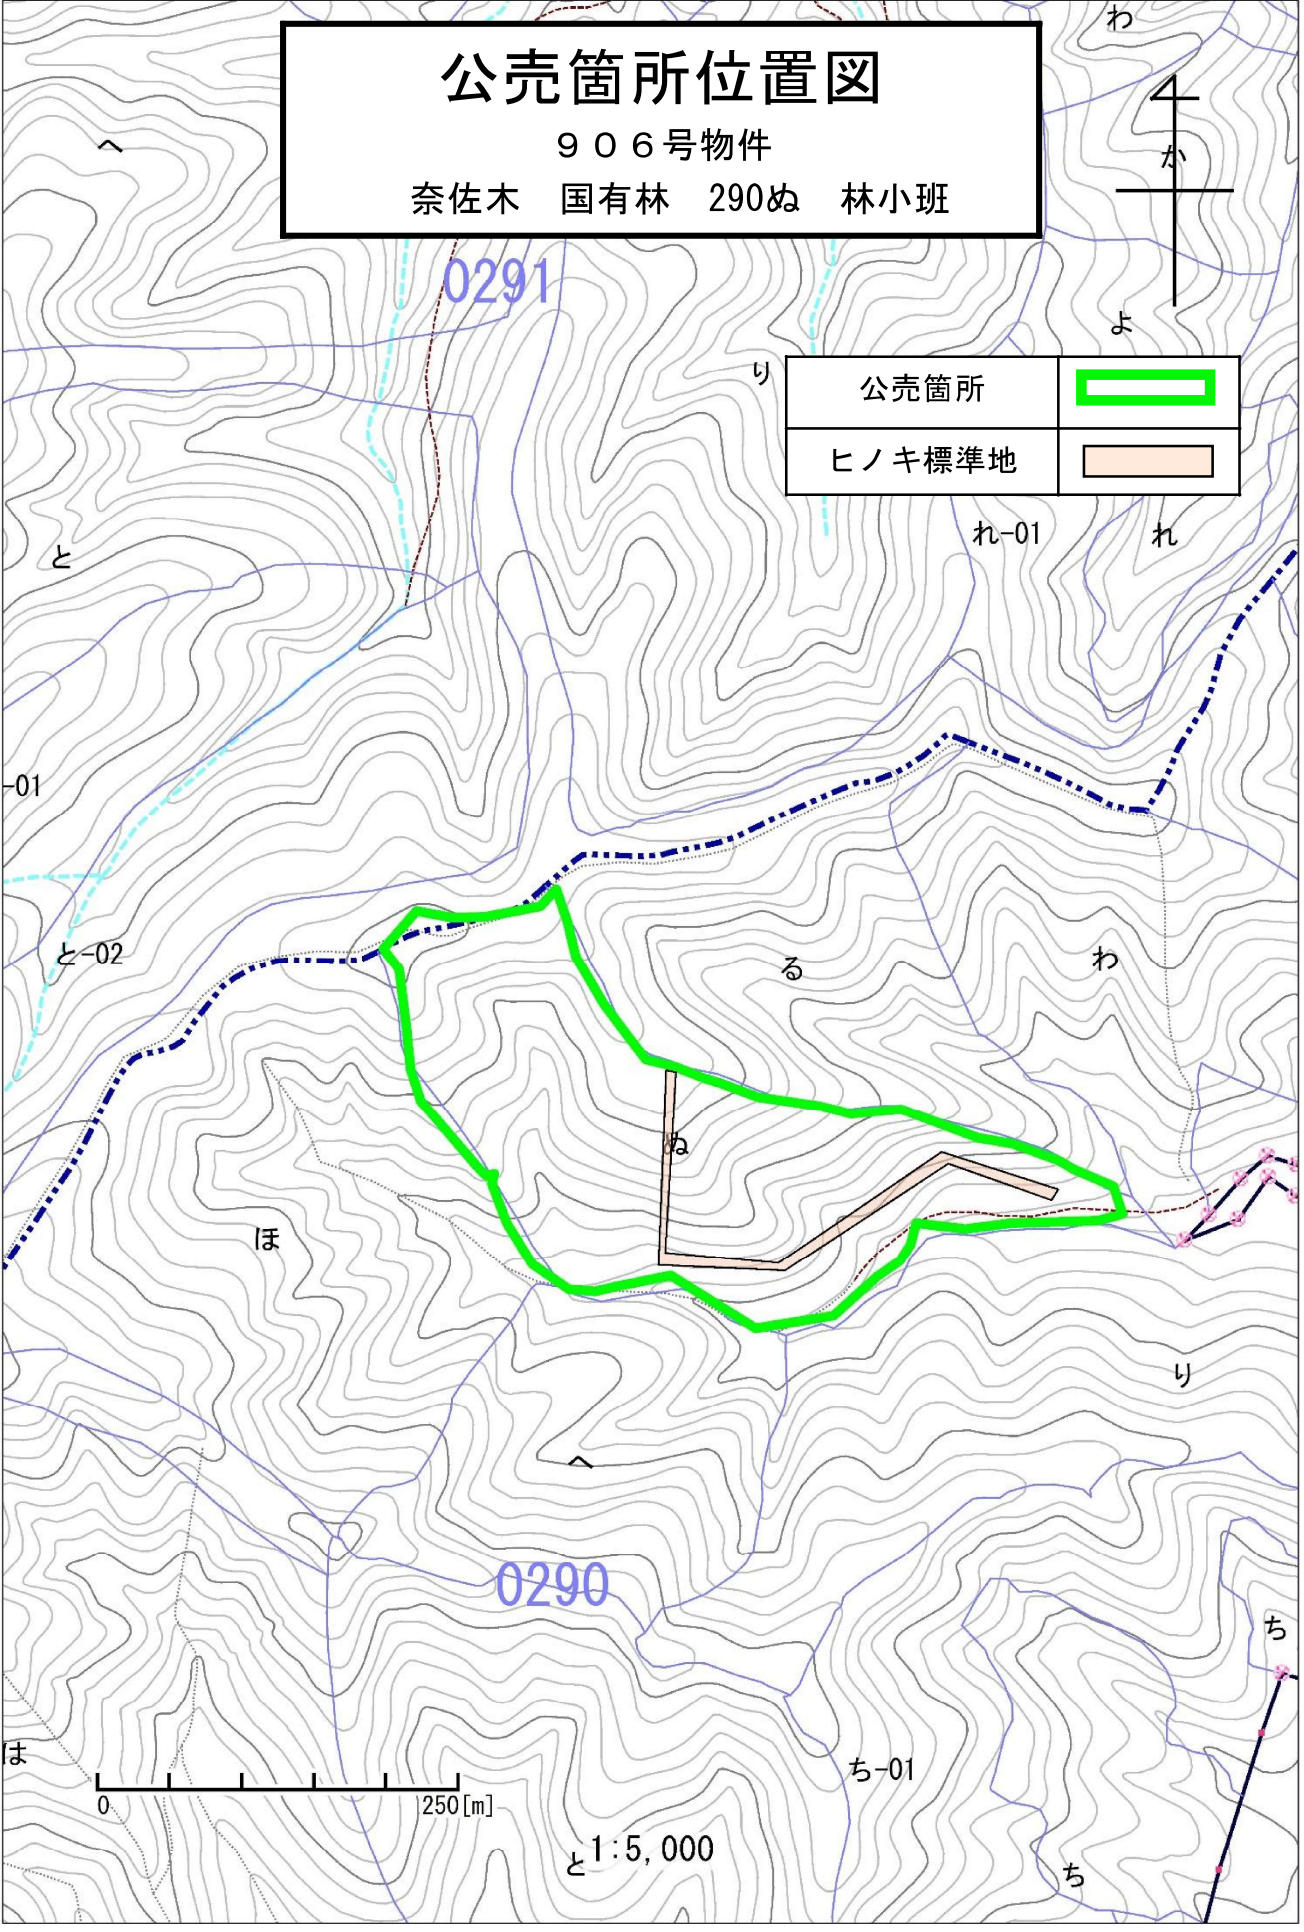 わ
公売箇所位置図
９０６号物件
奈佐木　国有林　290ぬ　林小班
へ
か
0291
よ
り
公売箇所
ヒノキ標準地
れ-01
れ
と
-01
と-02
る
わ
ぬ
ほ
り
へ
0290
ち
は
ち-01
0
250[m]
と
1:5,000
ち